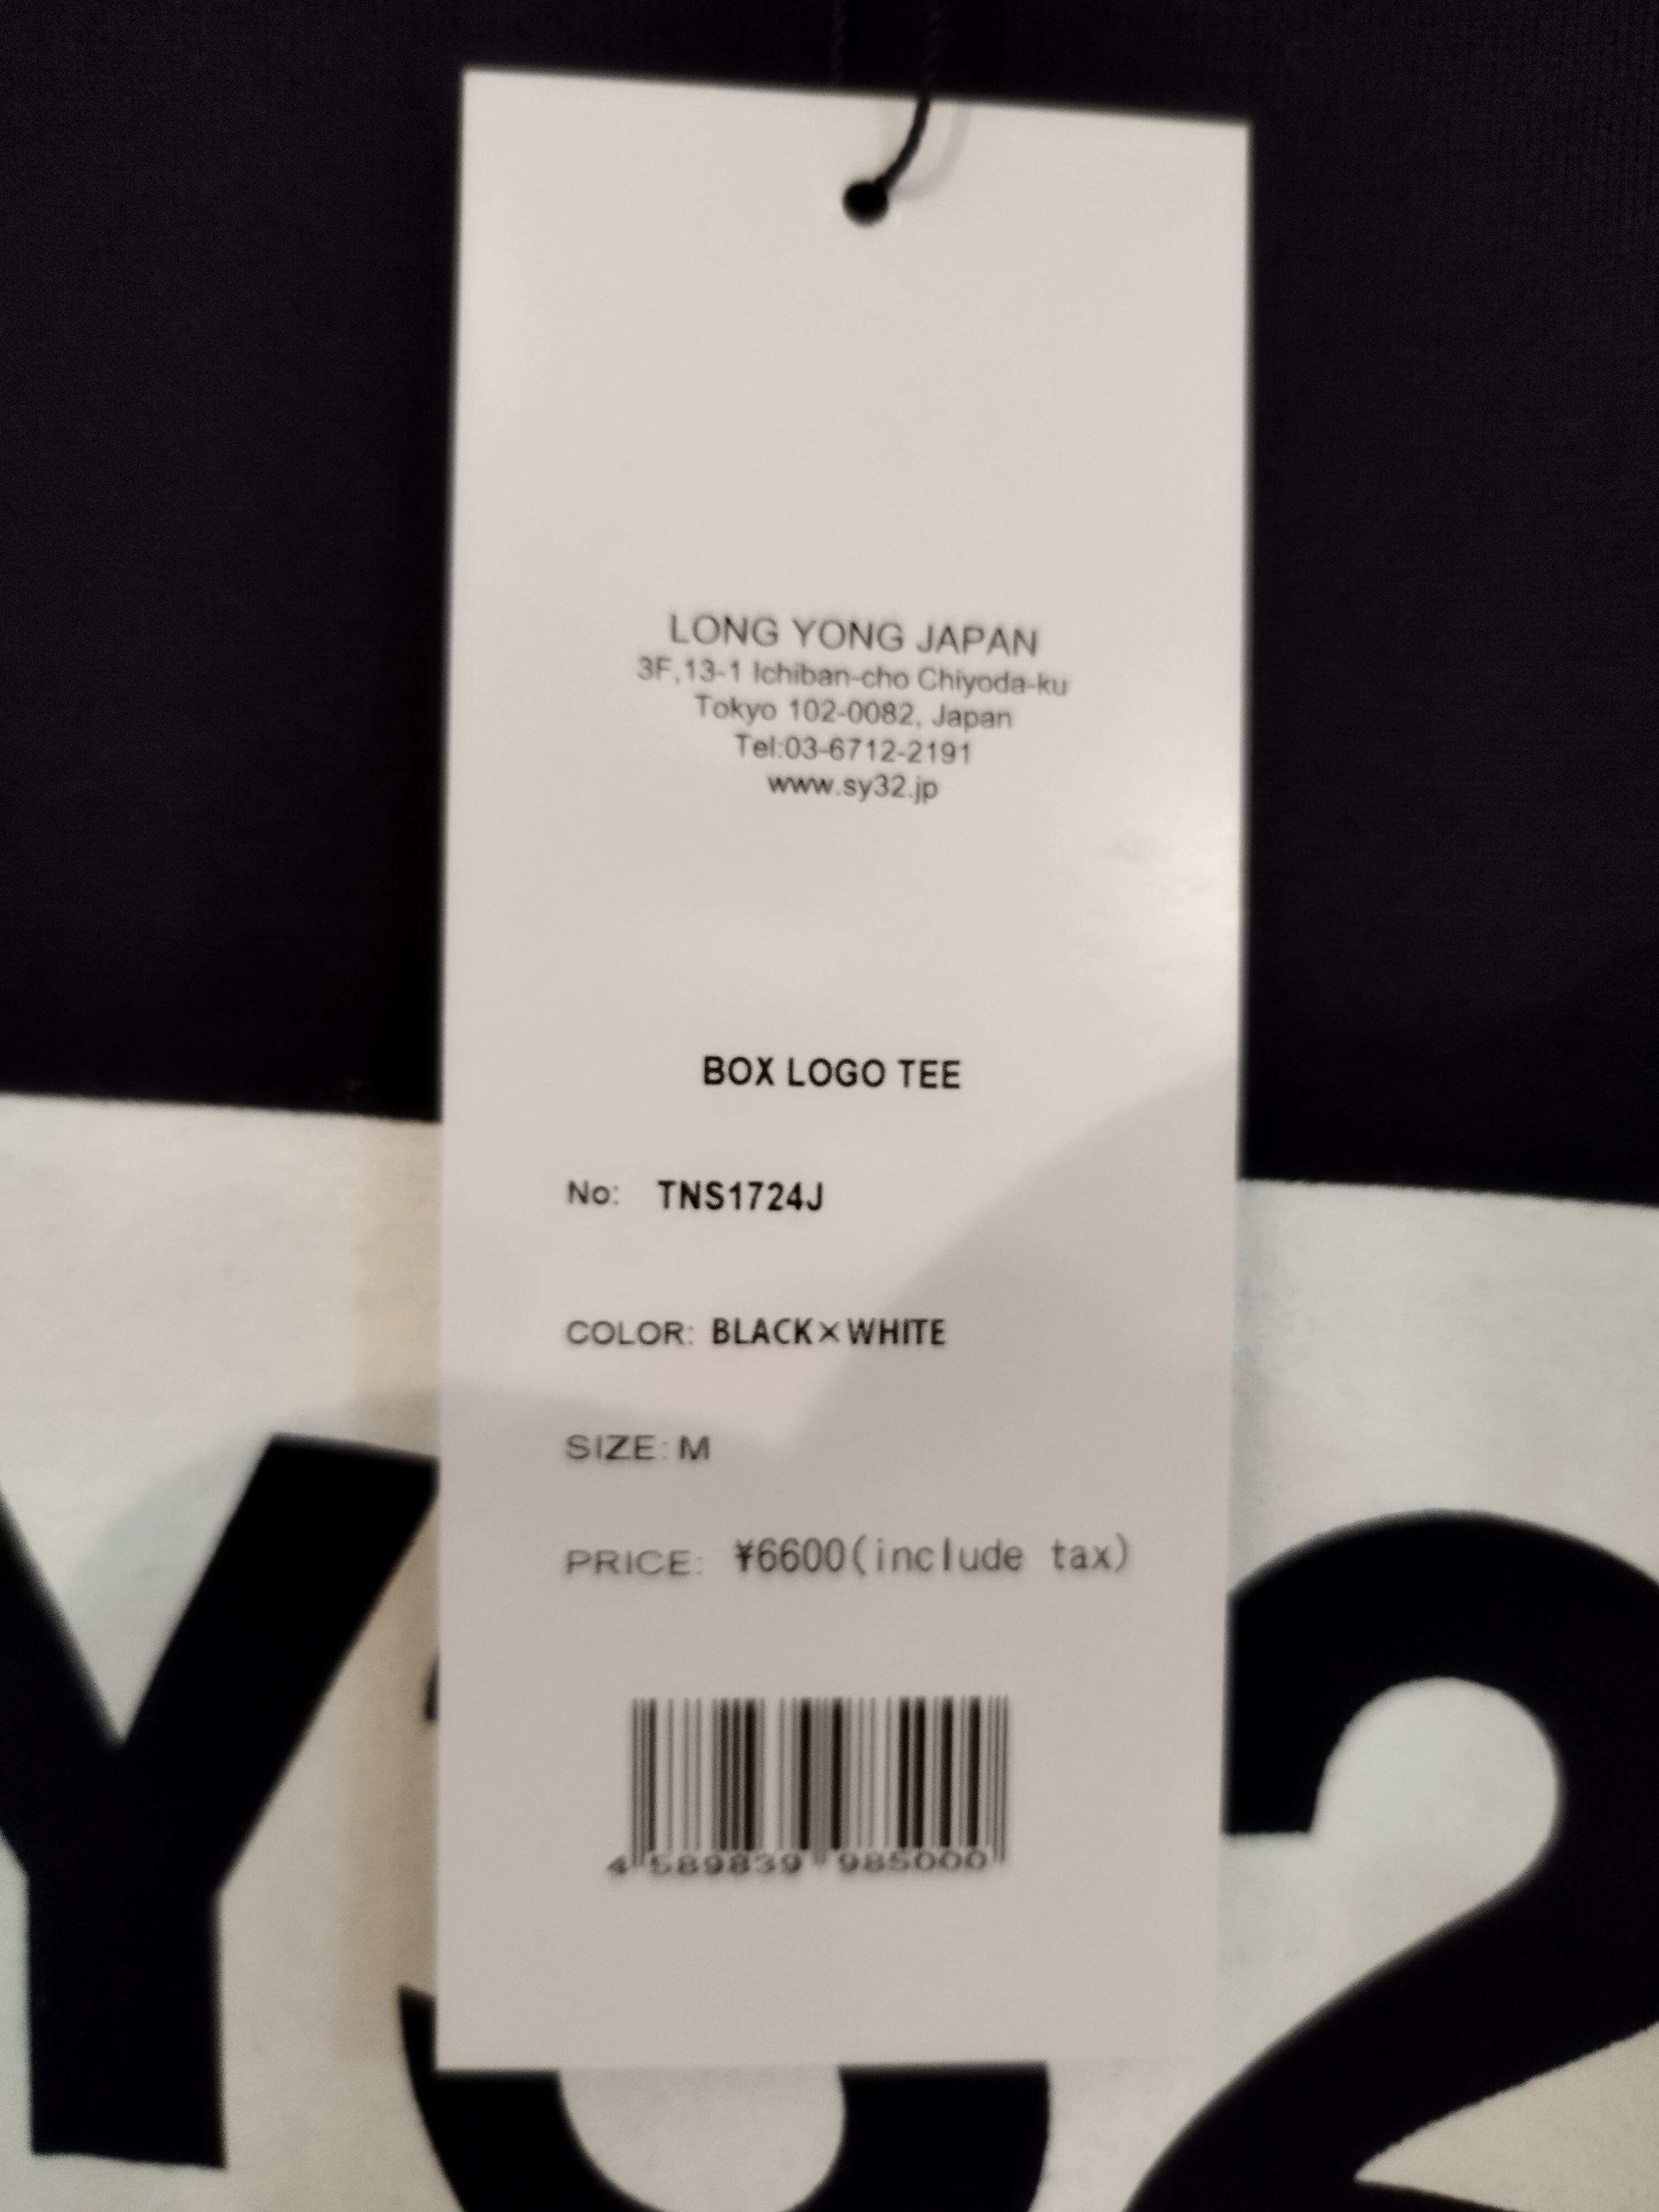 LONG YONG JAPAN
3F,13-1 Ichiban-cho Chiyoda-ku
Tokyo 102-0082, Japan
Tel:03-6712-2191
www.sy32.jp
BOX LOGO TEE
No: TNS1724J
COLOR: BLACK×WHITE
SIZE: M
PRICE: ¥6600(include tax)
4 589839 985000
Y32